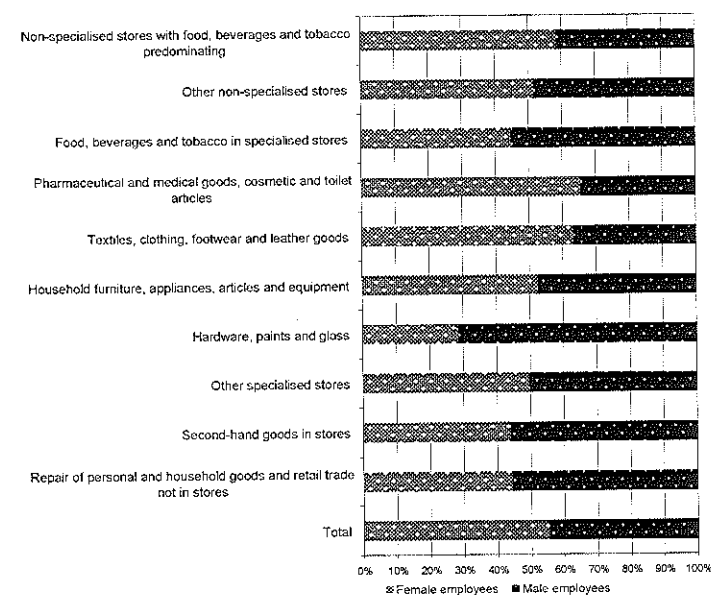 Non-specialised stores with food, beverages and tobacco
predominating
Other non-specialised stores
Food, beverages and tobacco in specialised stores
Pharmaceutical and medical goods, cosmetic and toilet
articles
Textiles, clothing, footwear and leather goods
Household furniture, appliances, articles and equipment
Hardware, paints and glass
Other specialised stores
Second-hand goods in stores
Repair of personal and household goods and retail trade
not in stores
Total
0% 10% 20% 30% 40% 50% 60% 70% 80% 90% 100%
Female employees Male employees